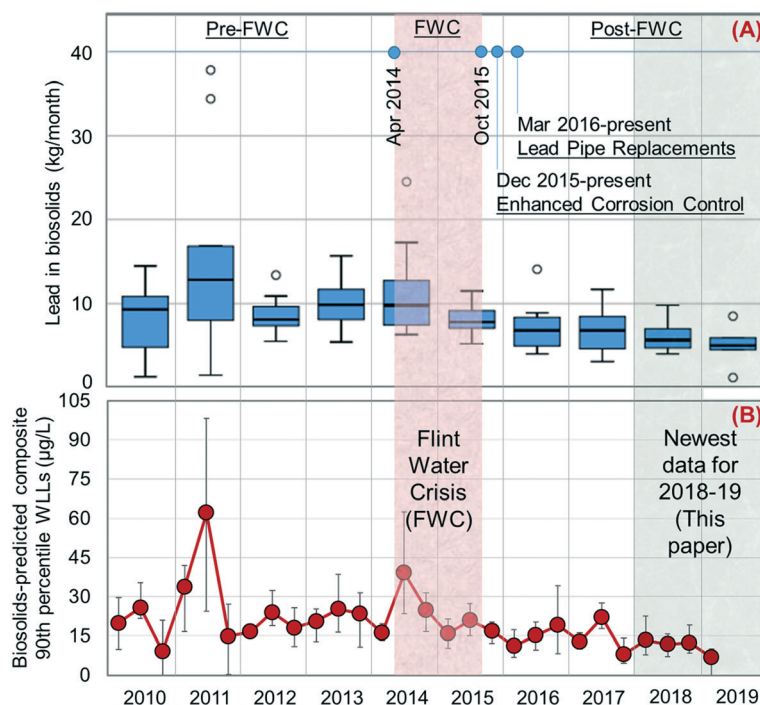 Pre-FWC
FWC
Post-FWC
(A)
40
30
20
10
0
Lead in biosolids (kg/month)
Apr 2014
Oct 2015
Mar 2016-present
Lead Pipe Replacements
Dec 2015-present
Enhanced Corrosion Control
(B)
105
90
75
60
45
30
15
0
Biosolids-predicted composite
90th percentile WLLs (µg/L)
Flint
Water
Crisis
(FWC)
Newest
data for
2018-19
(This
paper)
2010 2011 2012 2013 2014 2015 2016 2017 2018 2019